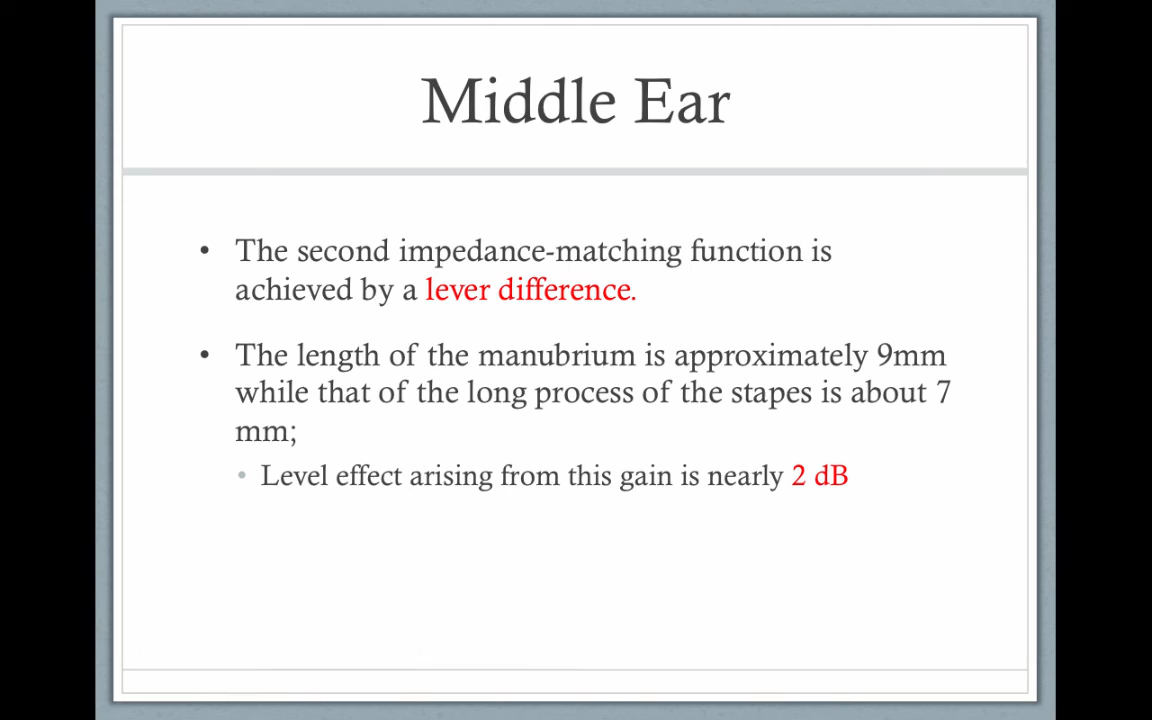 Middle Ear
• The second impedance-matching function is
achieved by a lever difference.
• The length of the manubrium is approximately 9mm
while that of the long process of the stapes is about 7
mm;
• Level effect arising from this gain is nearly 2 dB